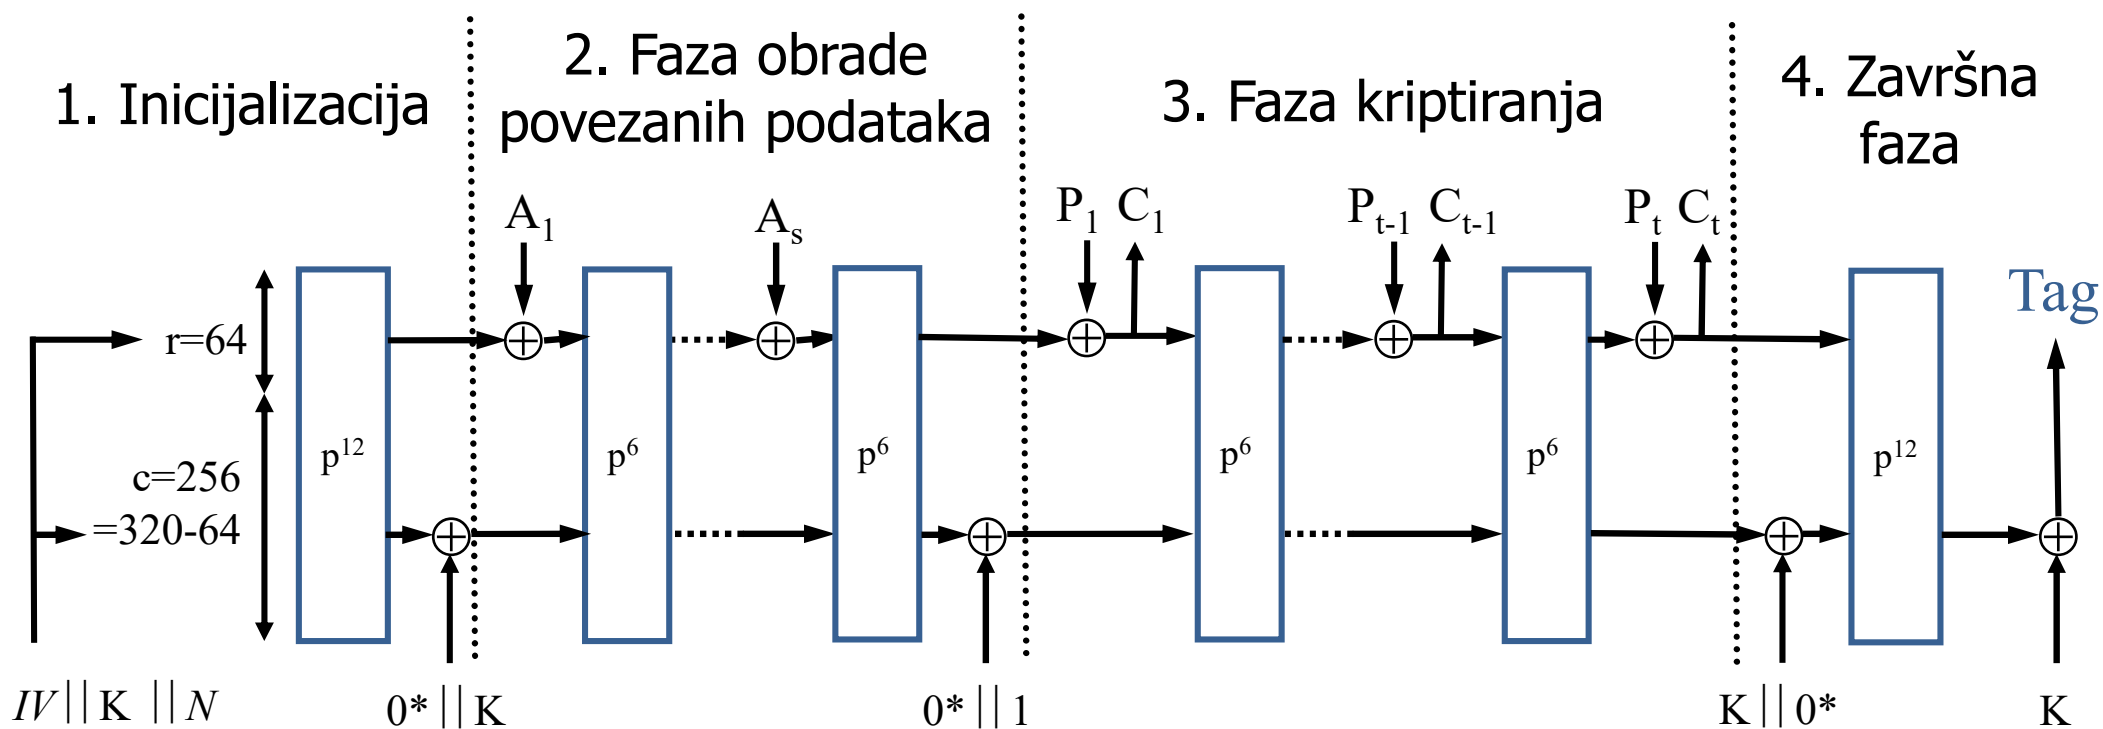 1. Inicijalizacija
2. Faza obrade
povezanih podataka
3. Faza kriptiranja
4. Završna
faza
A₁
Aₛ
P₁ C₁
Pₜ₋₁ Cₜ₋₁
Pₜ Cₜ
Tag
r=64
c=256
=320-64
p¹²
p⁶
p⁶
p⁶
p⁶
p¹²
IV||K ||N
0*||K
0*||1
K||0*
K